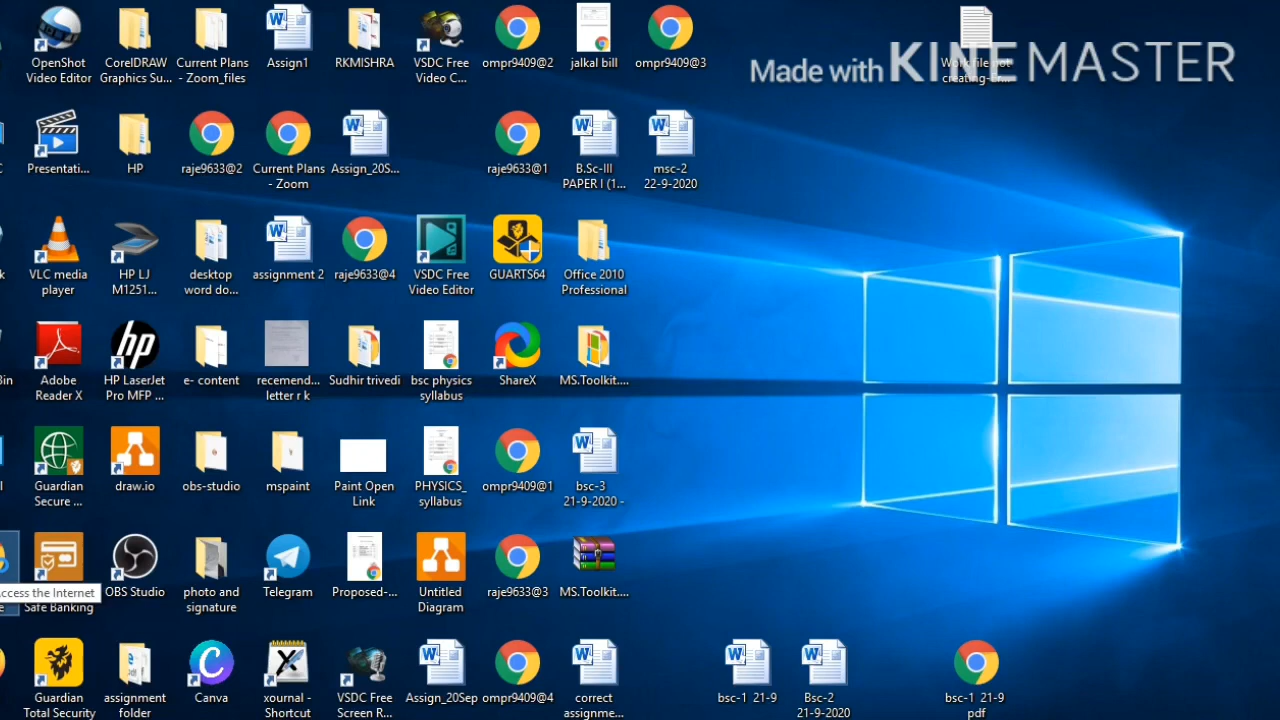 OpenShot
Video Editor
CorelDRAW
Graphics Su...
Current Plans
- Zoom_files
Assign1
RKMISHRA
VSDC Free
Video C...
ompr9409@2
jalkal bill
ompr9409@3
Made with KINEMASTER
Presentati...
HP
raje9633@2
Current Plans
- Zoom
Assign_20S...
raje9633@1
B.Sc-III
PAPER I (1...
msc-2
22-9-2020
VLC media
player
HP LJ
M1251...
desktop
word do...
assignment 2
raje9633@4
VSDC Free
Video Editor
GUARTS64
Office 2010
Professional
Adobe
Reader X
HP LaserJet
Pro MFP ...
e- content
recemend...
letter r k
Sudhir trivedi
bsc physics
syllabus
ShareX
MS.Toolkit....
Guardian
Secure ...
draw.io
obs-studio
mspaint
Paint Open
Link
PHYSICS_
syllabus
ompr9409@1
bsc-3
21-9-2020 -
ccess the Internet
Safe Banking
OBS Studio
photo and
signature
Telegram
Proposed-...
Untitled
Diagram
raje9633@3
MS.Toolkit....
Guardian
Total Security
assignment
folder
Canva
xournal -
Shortcut
VSDC Free
Screen R...
Assign_20Sep
ompr9409@4
correct
assignme...
bsc-1 21-9
Bsc-2
21-9-2020
bsc-1 21-9
pdf